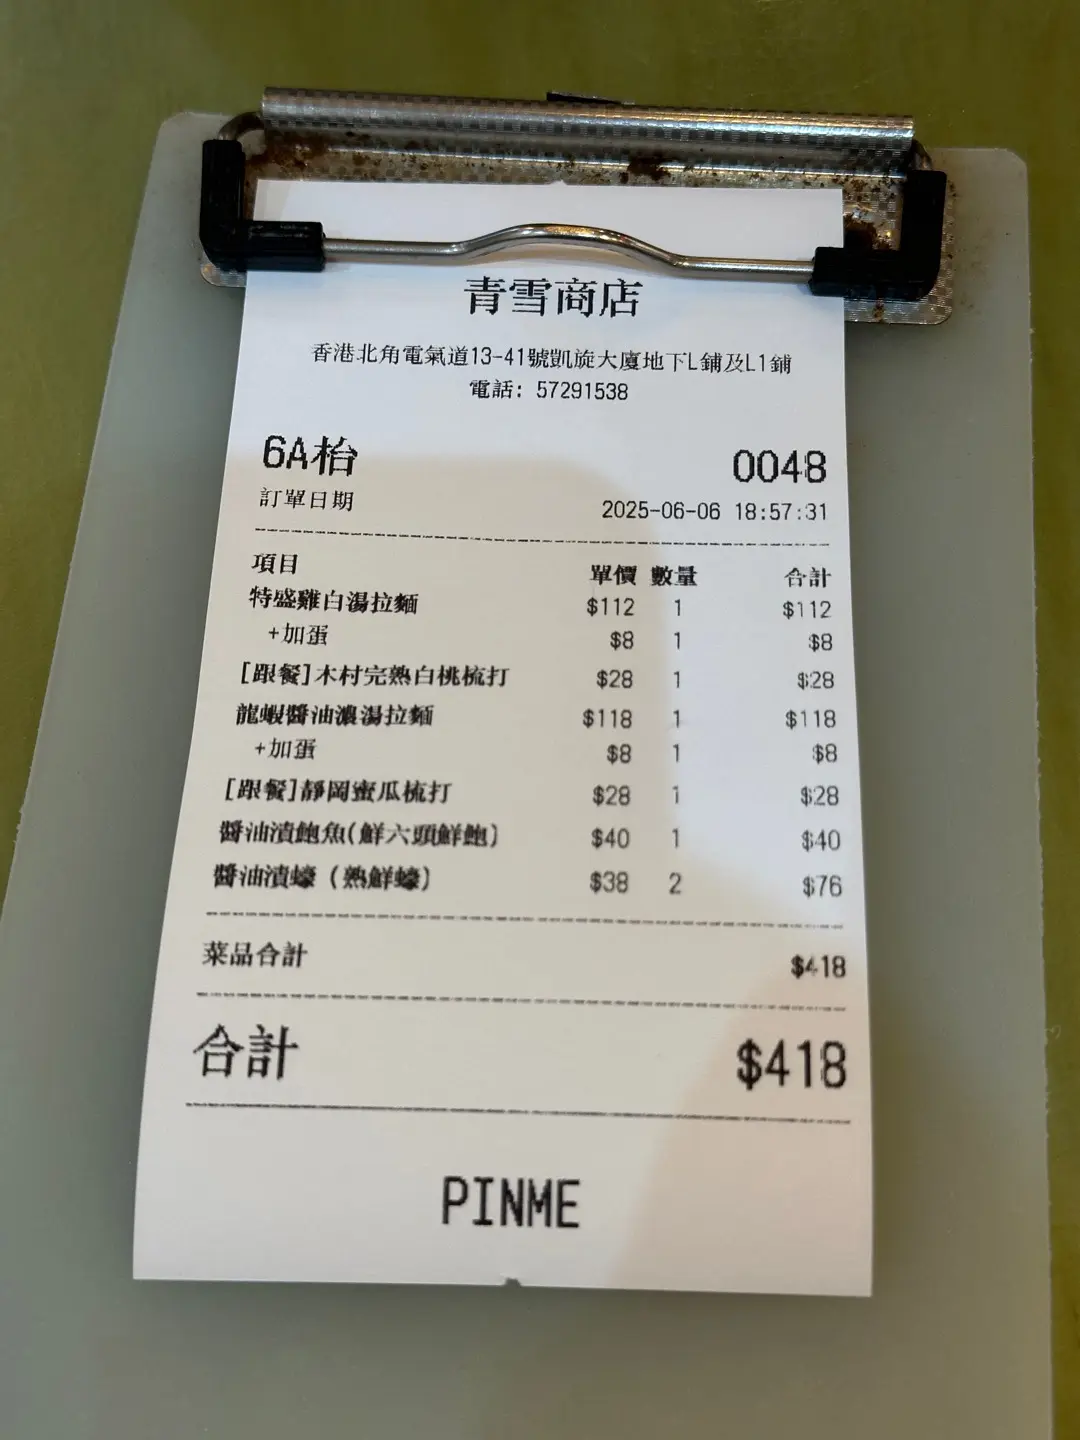 青雪商店
香港北角電氣道13-41號凱旋大廈地下L鋪及L1鋪
電話: 57291538
6A枱 0048
訂單日期 2025-06-06 18:57:31
項目 單價 數量 合計
特盛雞白湯拉麵 $112 1 $112
+加蛋 $8 1 $8
[跟餐]木村完熟白桃梳打 $28 1 $28
龍蝦醬油濃湯拉麵 $118 1 $118
+加蛋 $8 1 $8
[跟餐]靜岡蜜瓜梳打 $28 1 $28
醬油漬鮑魚(鮮六頭鮮鮑) $40 1 $40
醬油漬蠔 (熟鮮蠔) $38 2 $76
菜品合計 $418
合計 $418
PINME